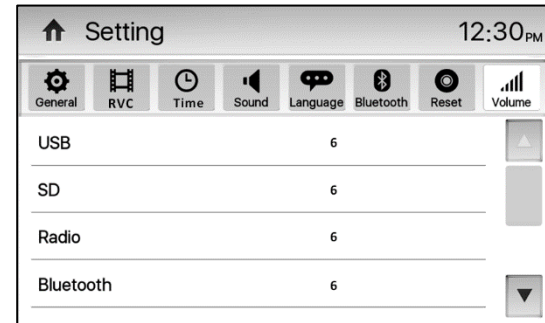 Setting 12:30PM
General RVC Time Sound Language Bluetooth Reset Volume
USB 6
SD 6
Radio 6
Bluetooth 6